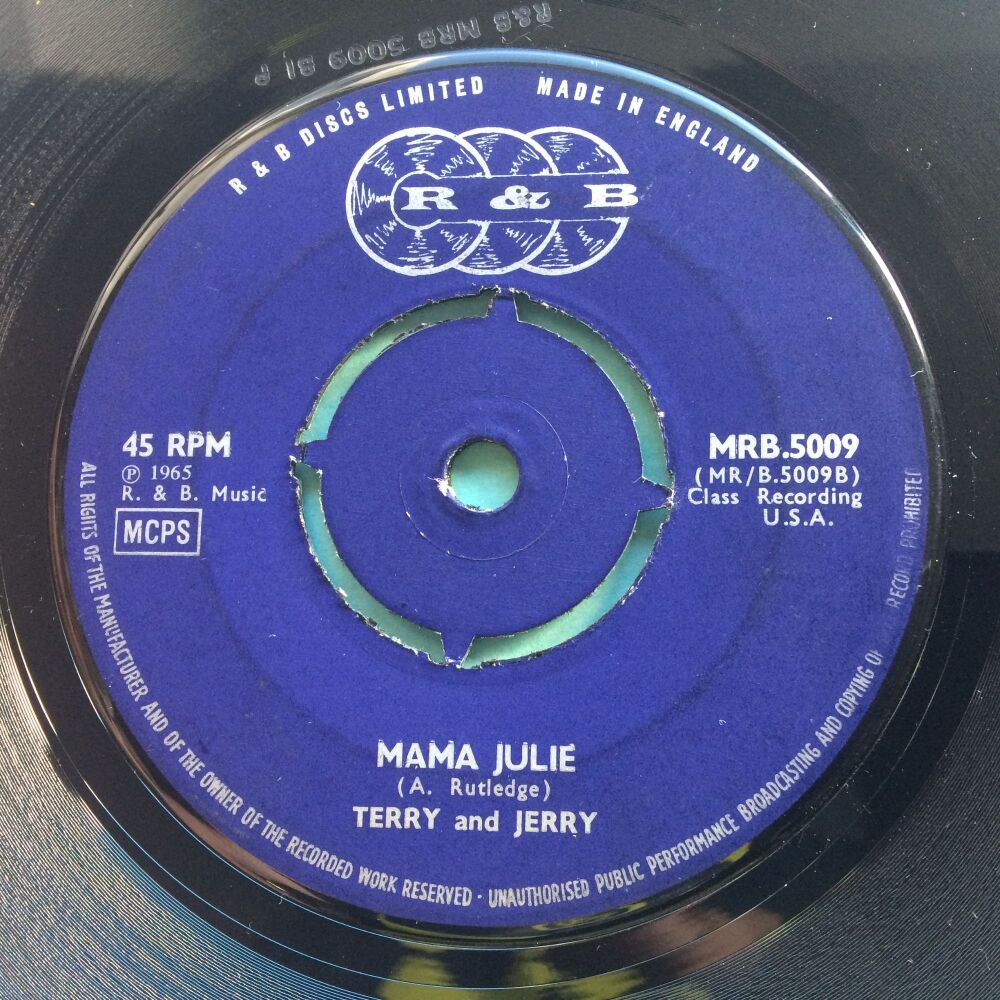 R&B MRB 5009 B1 P
R & B DISCS LIMITED MADE IN ENGLAND
R & B
45 RPM
℗ 1965
R. & B. Music
MCPS
MRB.5009
(MR/B.5009B)
Class Recording
U.S.A.
MAMA JULIE
(A. Rutledge)
TERRY and JERRY
ALL RIGHTS OF THE MANUFACTURER AND OF THE OWNER OF THE RECORDED WORK RESERVED · UNAUTHORISED PUBLIC PERFORMANCE BROADCASTING AND COPYING OF RECORD PROHIBITED